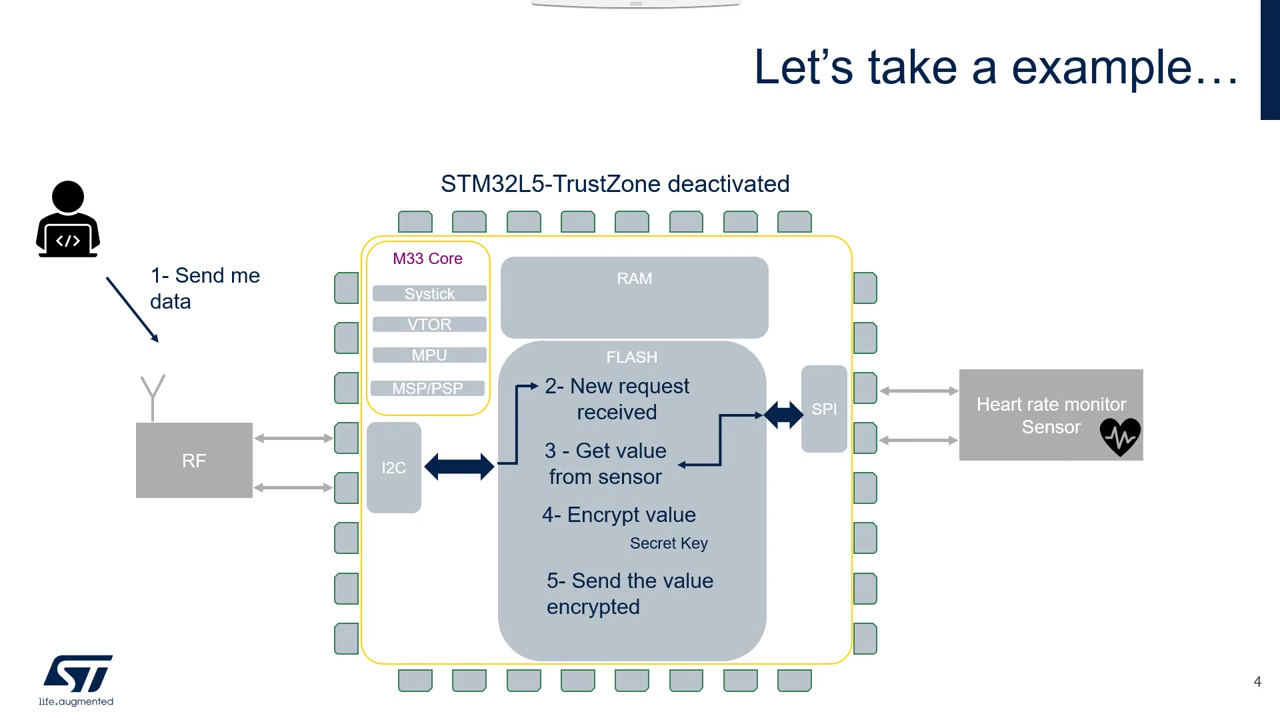 Let’s take a example…
STM32L5-TrustZone deactivated
</>
1- Send me
data
M33 Core
Systick
VTOR
MPU
MSP/PSP
RAM
FLASH
2- New request
received
3 - Get value
from sensor
4- Encrypt value
Secret Key
5- Send the value
encrypted
I2C
SPI
RF
Heart rate monitor
Sensor
ST
life.augmented
4